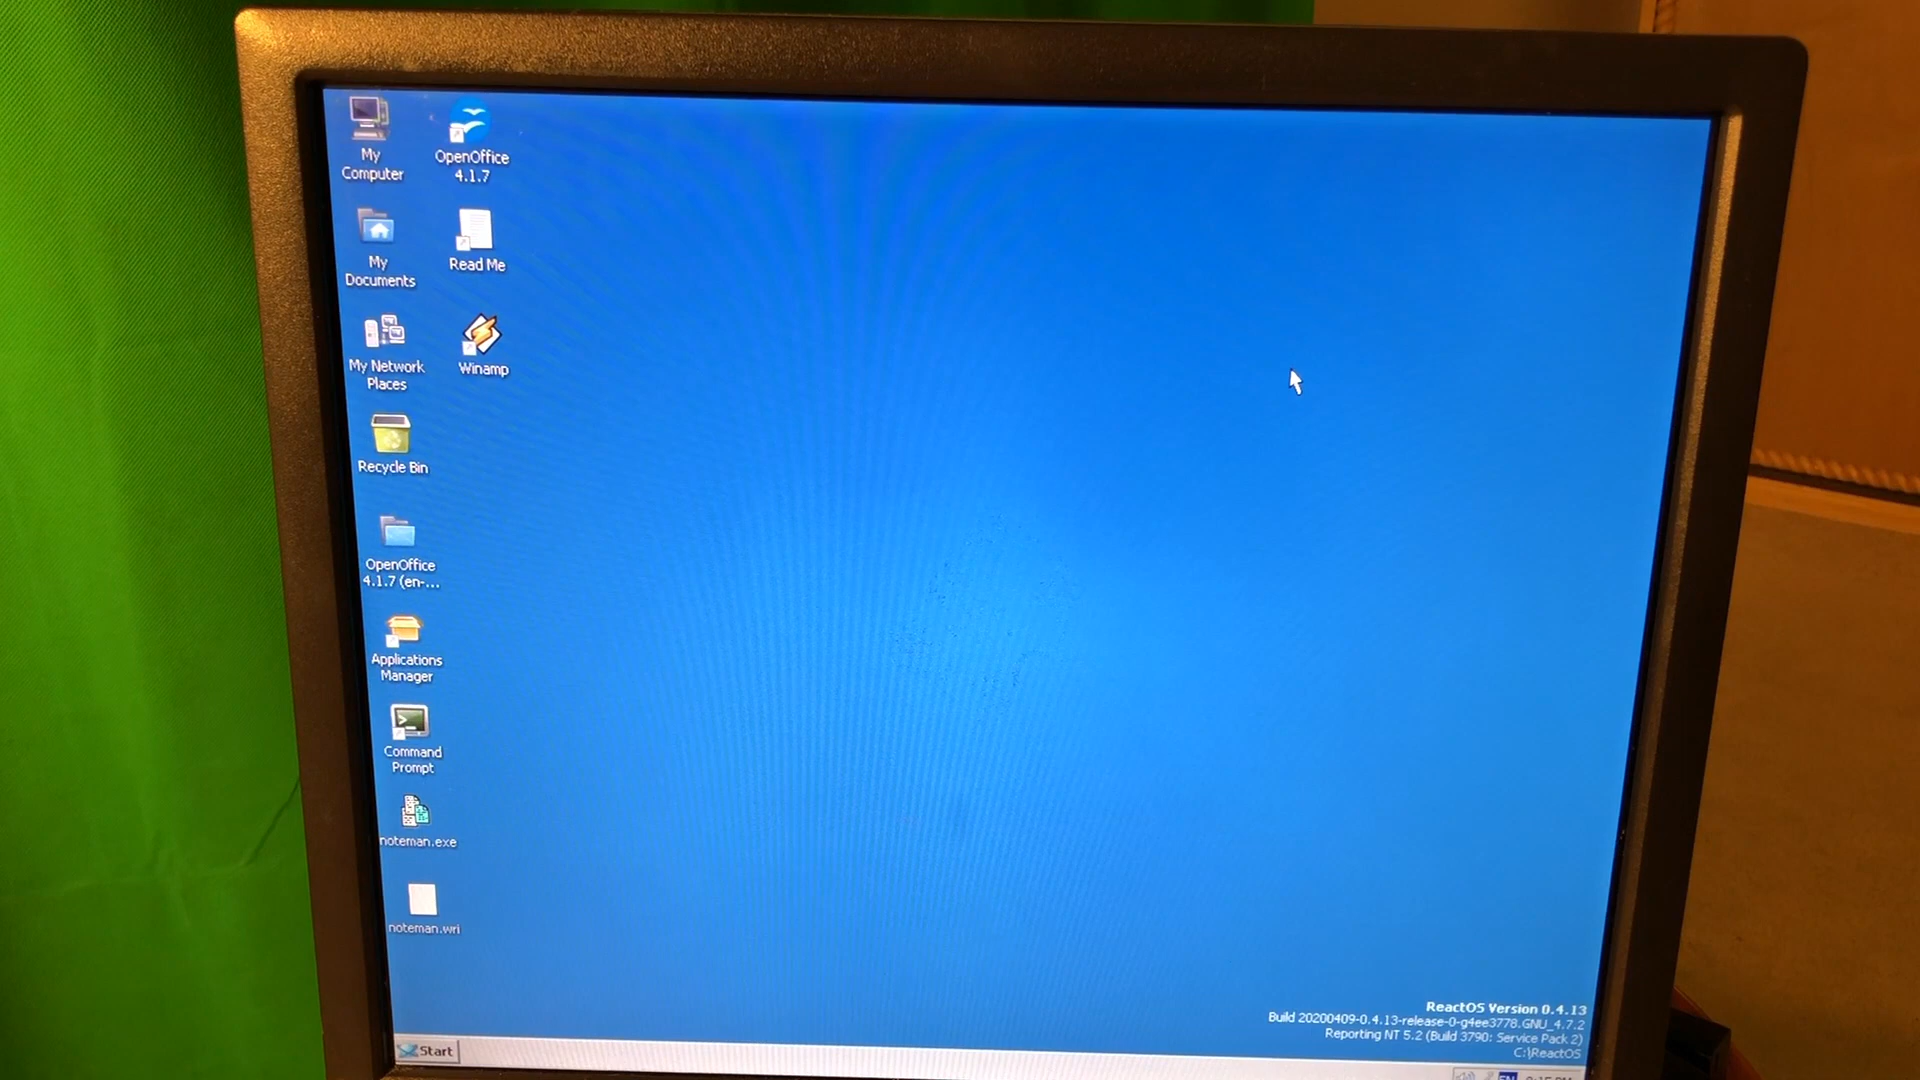 My
Computer
OpenOffice
4.1.7
My
Documents
Read Me
My Network
Places
Winamp
Recycle Bin
OpenOffice
4.1.7 (en-...
Applications
Manager
Command
Prompt
noteman.exe
noteman.wri
ReactOS Version 0.4.13
Build 20200409-0.4.13-release-0-g4ee3778.GNU_4.7.2
Reporting NT 5.2 (Build 3790: Service Pack 2)
C:\ReactOS
Start
EN